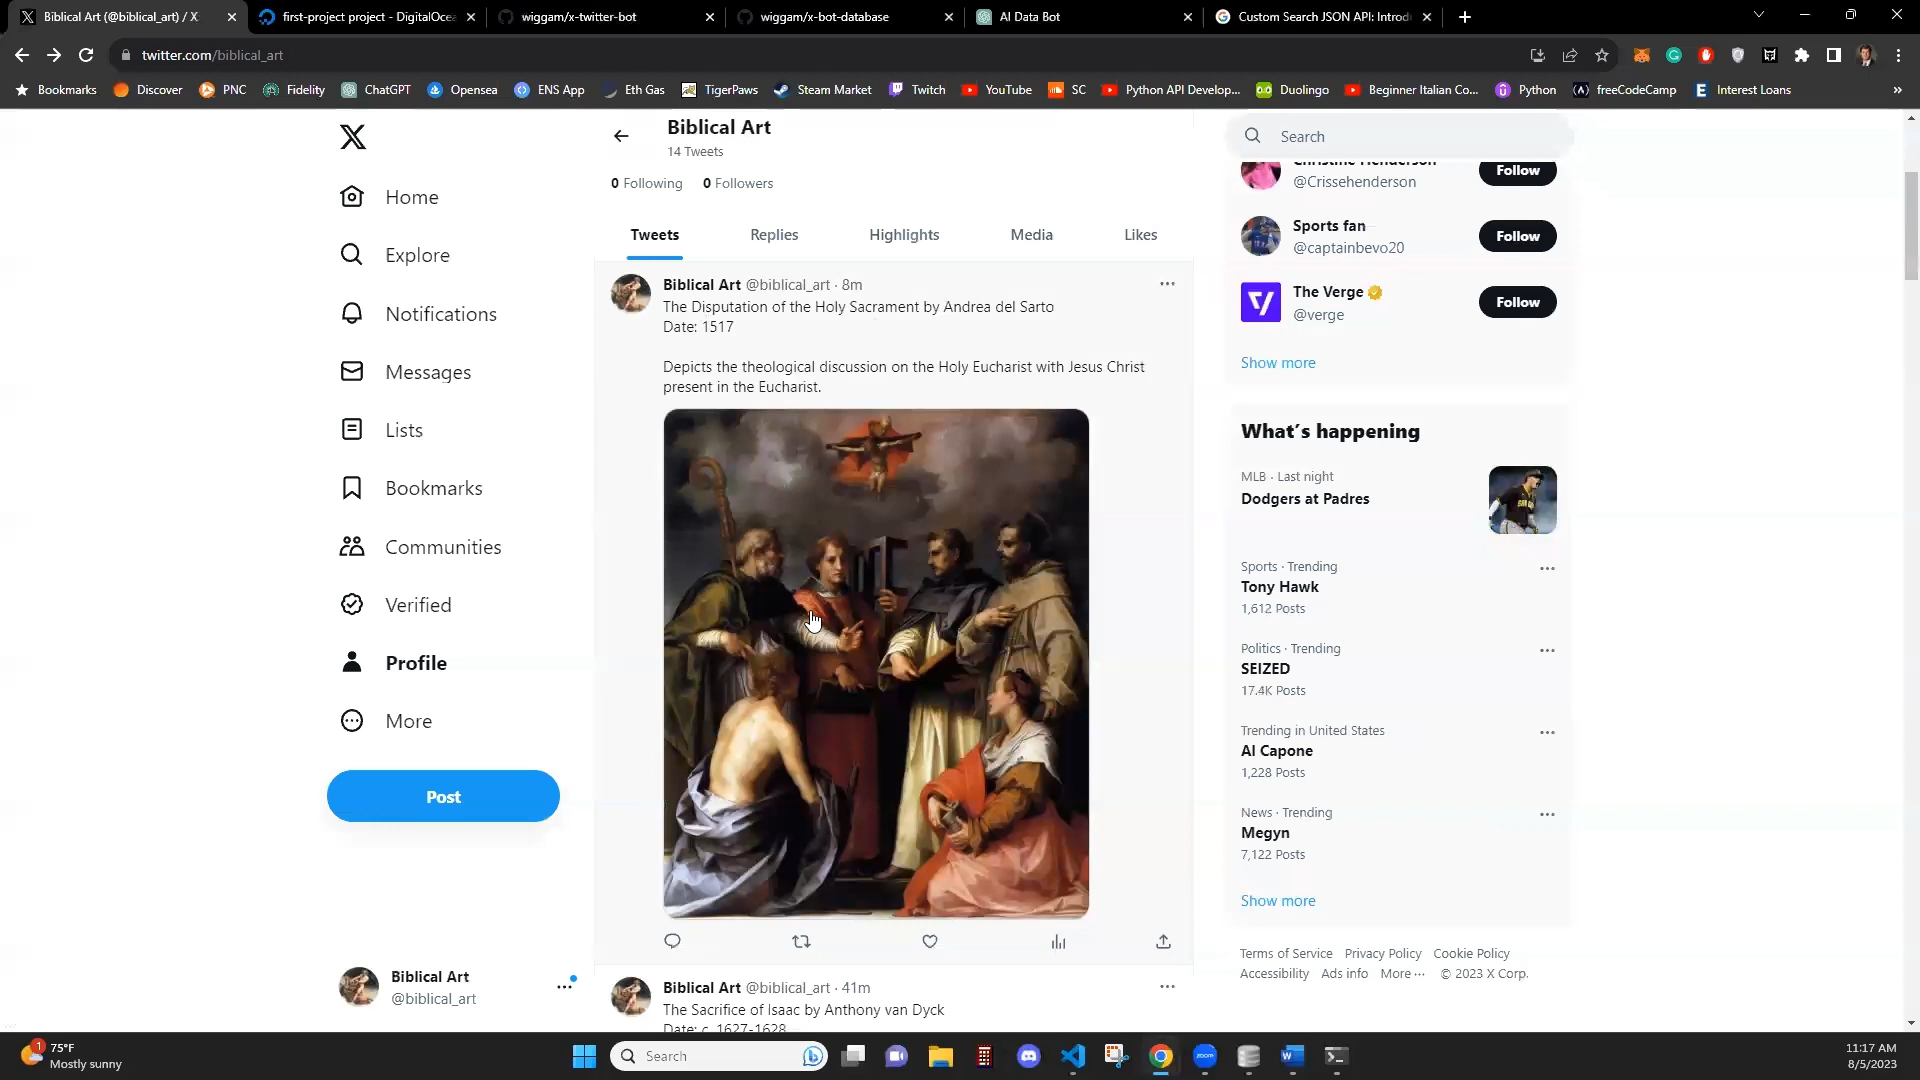 Biblical Art (@biblical_art) / X
first-project project - DigitalOcea
wiggam/x-twitter-bot
wiggam/x-bot-database
AI Data Bot
Custom Search JSON API: Introd
twitter.com/biblical_art
Bookmarks
Discover
PNC
Fidelity
ChatGPT
Opensea
ENS App
Eth Gas
TigerPaws
Steam Market
Twitch
YouTube
SC
Python API Develop...
Duolingo
Beginner Italian Co...
Python
freeCodeCamp
Interest Loans
Home
Explore
Notifications
Messages
Lists
Bookmarks
Communities
Verified
Profile
More
Post
Biblical Art
@biblical_art
Biblical Art
14 Tweets
0 Following 0 Followers
Tweets Replies Highlights Media Likes
Biblical Art @biblical_art · 8m
The Disputation of the Holy Sacrament by Andrea del Sarto
Date: 1517
Depicts the theological discussion on the Holy Eucharist with Jesus Christ
present in the Eucharist.
Biblical Art @biblical_art · 41m
The Sacrifice of Isaac by Anthony van Dyck
Date: c. 1627-1628
Search
Christine Henderson
@Crissehenderson
Follow
Sports fan
@captainbevo20
Follow
The Verge
@verge
Follow
Show more
What's happening
MLB · Last night
Dodgers at Padres
Sports · Trending
Tony Hawk
1,612 Posts
Politics · Trending
SEIZED
17.4K Posts
Trending in United States
Al Capone
1,228 Posts
News · Trending
Megyn
7,122 Posts
Show more
Terms of Service Privacy Policy Cookie Policy
Accessibility Ads info More ··· © 2023 X Corp.
1
75°F
Mostly sunny
Search
zoom
11:17 AM
8/5/2023